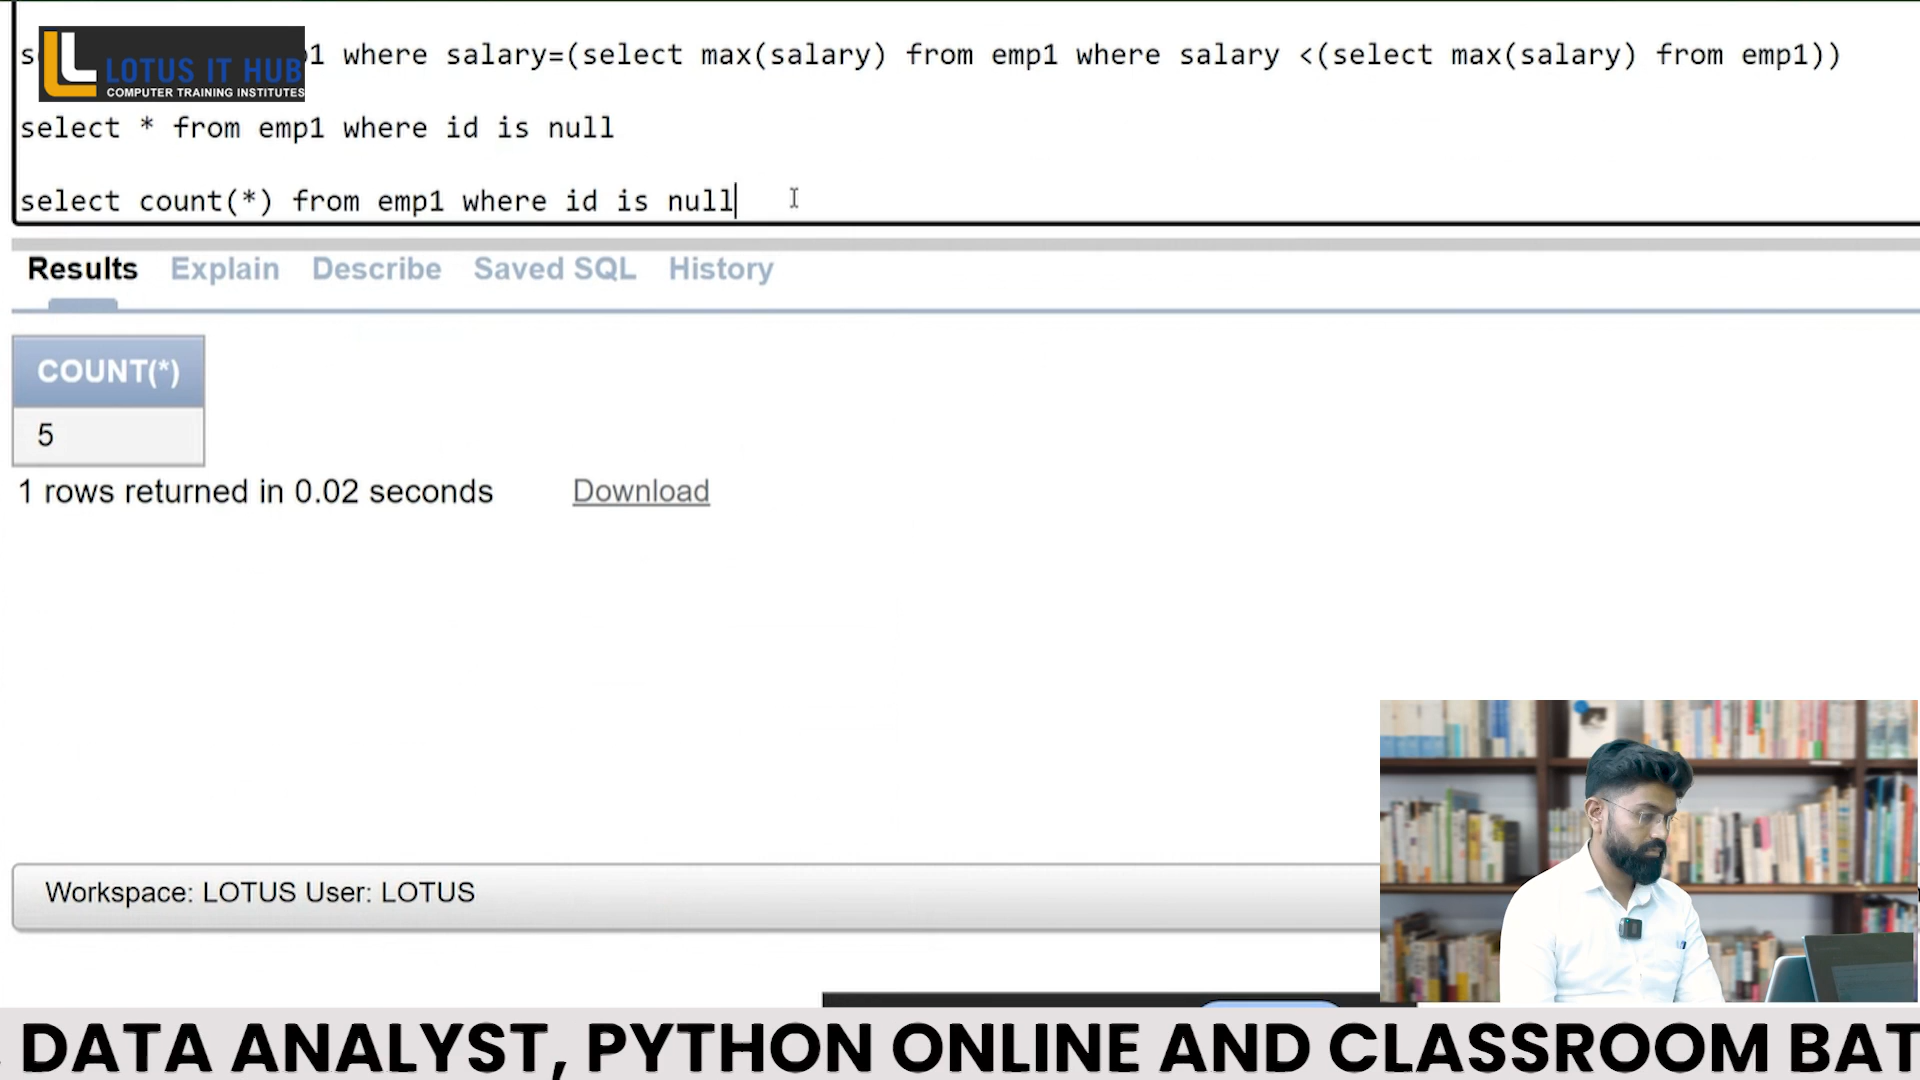 s 1 where salary=(select max(salary) from emp1 where salary <(select max(salary) from emp1))
LOTUS IT HUB
COMPUTER TRAINING INSTITUTES
select * from emp1 where id is null
select count(*) from emp1 where id is null
Results Explain Describe Saved SQL History
COUNT(*)
5
1 rows returned in 0.02 seconds Download
Workspace: LOTUS User: LOTUS
DATA ANALYST, PYTHON ONLINE AND CLASSROOM BAT